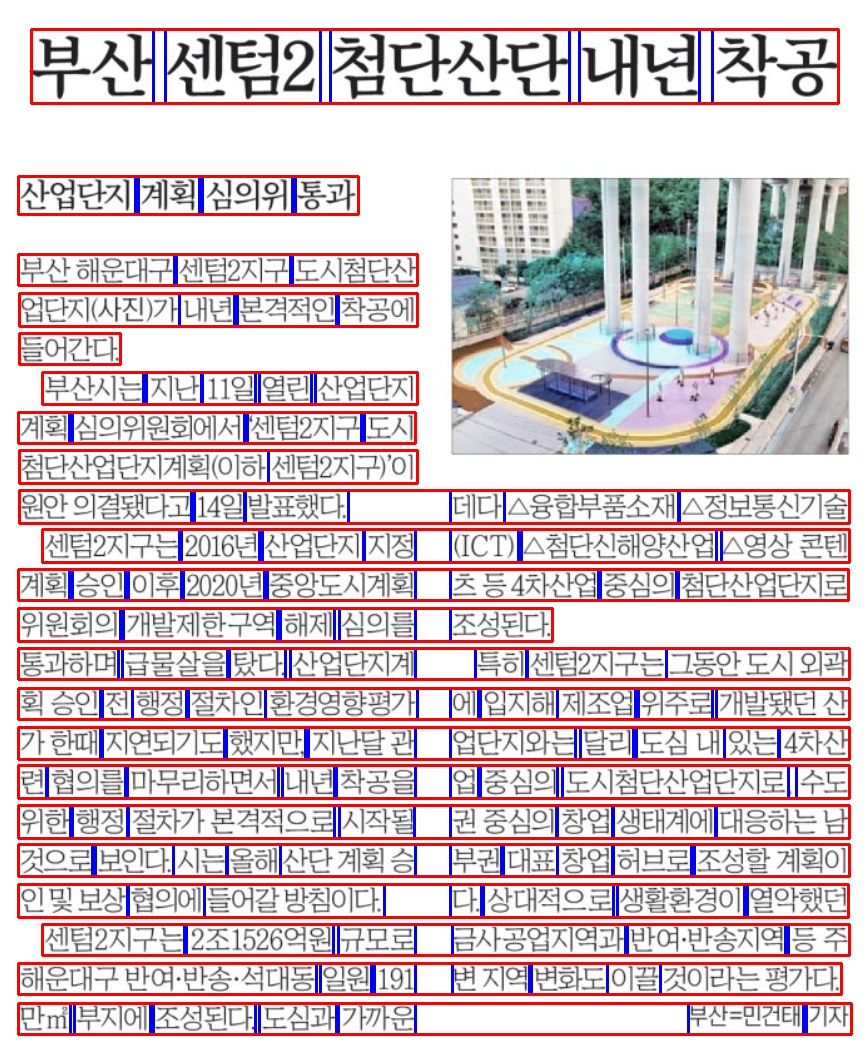 부산 센텀2 첨단산단 내년 착공
산업단지 계획 심의위 통과
부산 해운대구 센텀2지구 도시첨단산
업단지(사진)가 내년 본격적인 착공에
들어간다.
부산시는 지난 11일 열린 산업단지
계획 심의위원회에서 ‘센텀2지구 도시
첨단산업단지계획(이하 센텀2지구)’이
원안 의결됐다고 14일 발표했다.
센텀2지구는 2016년 산업단지 지정
계획 승인 이후 2020년 중앙도시계획
위원회의 개발제한구역 해제 심의를
통과하며 급물살을 탔다. 산업단지계
획 승인 전 행정 절차인 환경영향평가
가 한때 지연되기도 했지만, 지난달 관
련 협의를 마무리하면서 내년 착공을
위한 행정 절차가 본격적으로 시작될
것으로 보인다. 시는 올해 산단 계획 승
인 및 보상 협의에 들어갈 방침이다.
센텀2지구는 2조1526억원 규모로
해운대구 반여·반송·석대동 일원 191
만㎡ 부지에 조성된다. 도심과 가까운
데다 △융합부품소재 △정보통신기술
(ICT) △첨단신해양산업 △영상 콘텐
츠 등 4차산업 중심의 첨단산업단지로
조성된다.
특히 센텀2지구는 그동안 도시 외곽
에 입지해 제조업 위주로 개발됐던 산
업단지와는 달리 도심 내 있는 4차산
업 중심의 도시첨단산업단지로, 수도
권 중심의 창업 생태계에 대응하는 남
부권 대표 창업 허브로 조성할 계획이
다. 상대적으로 생활환경이 열악했던
금사공업지역과 반여·반송지역 등 주
변 지역 변화도 이끌 것이라는 평가다.
부산=민건태 기자